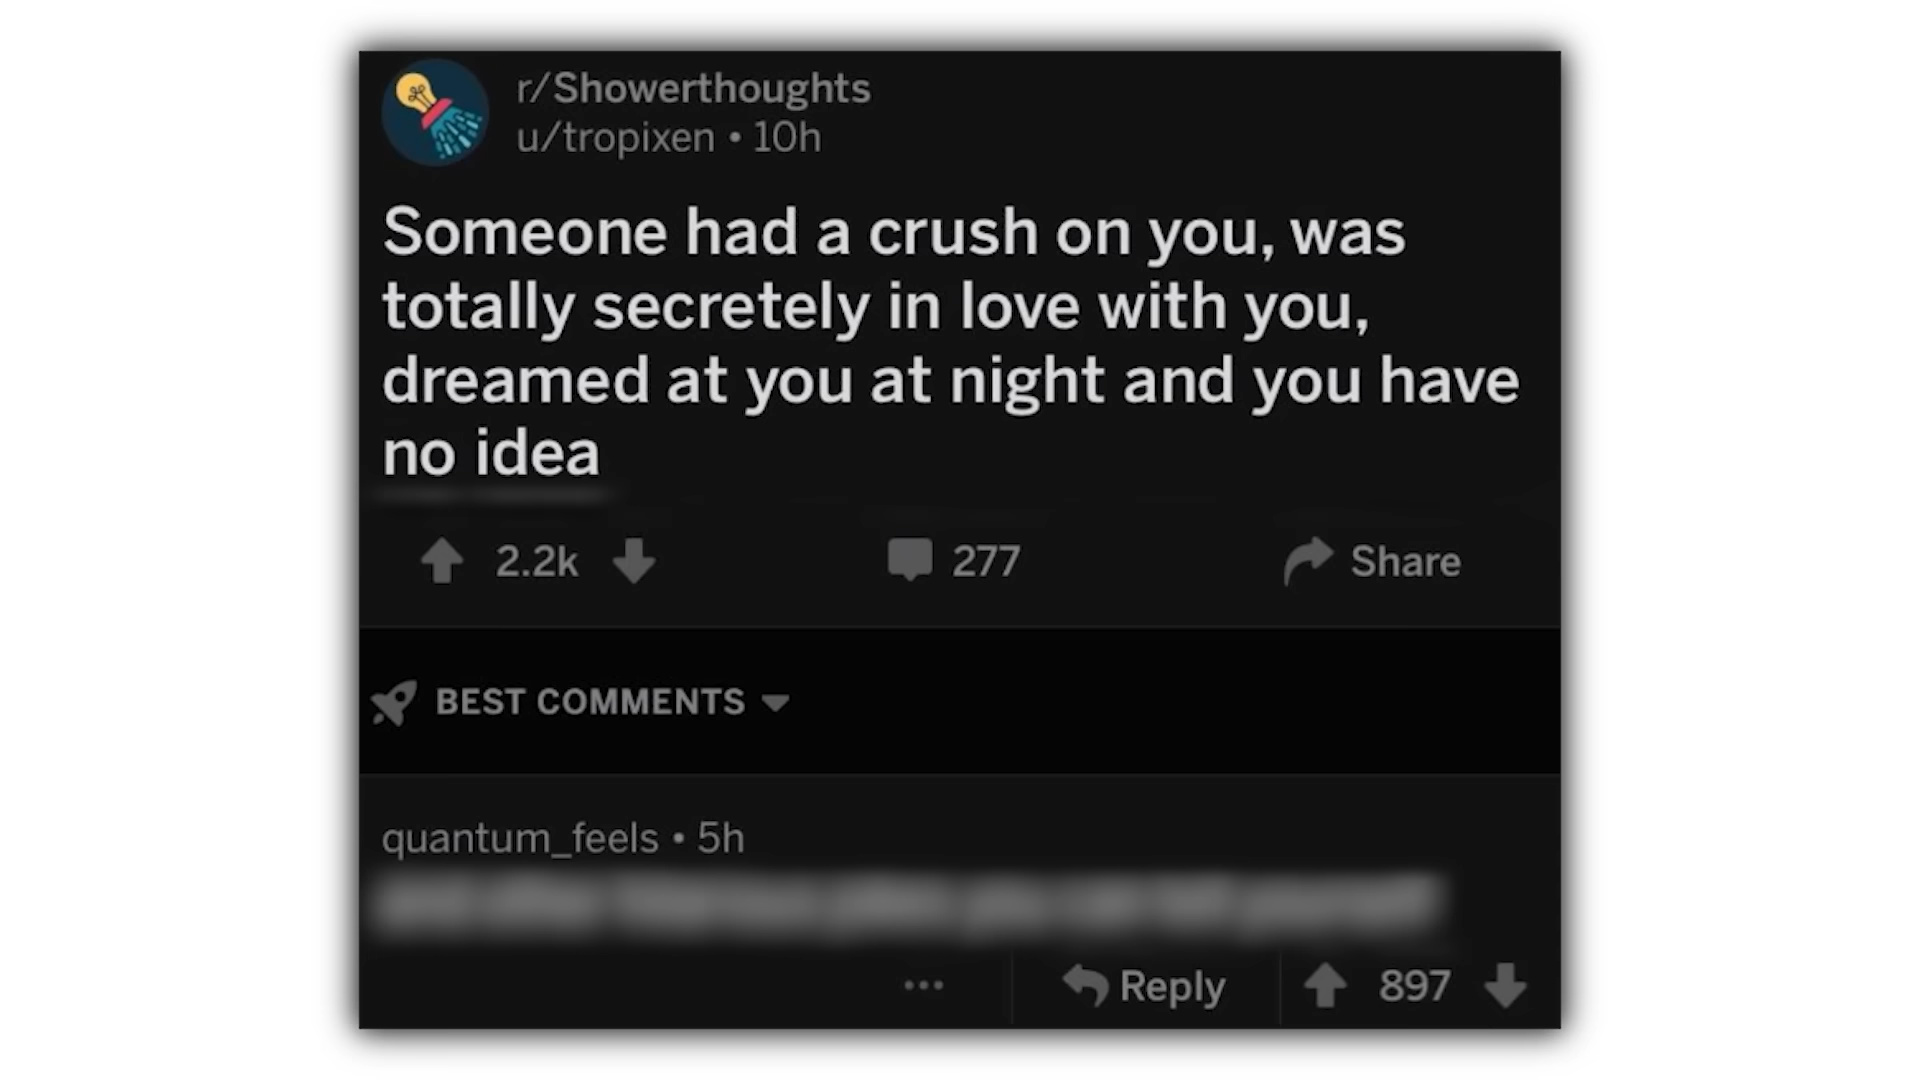 r/Showerthoughts
u/tropixen • 10h
Someone had a crush on you, was
totally secretely in love with you,
dreamed at you at night and you have
no idea
2.2k
277
Share
BEST COMMENTS
quantum_feels • 5h
Reply
897